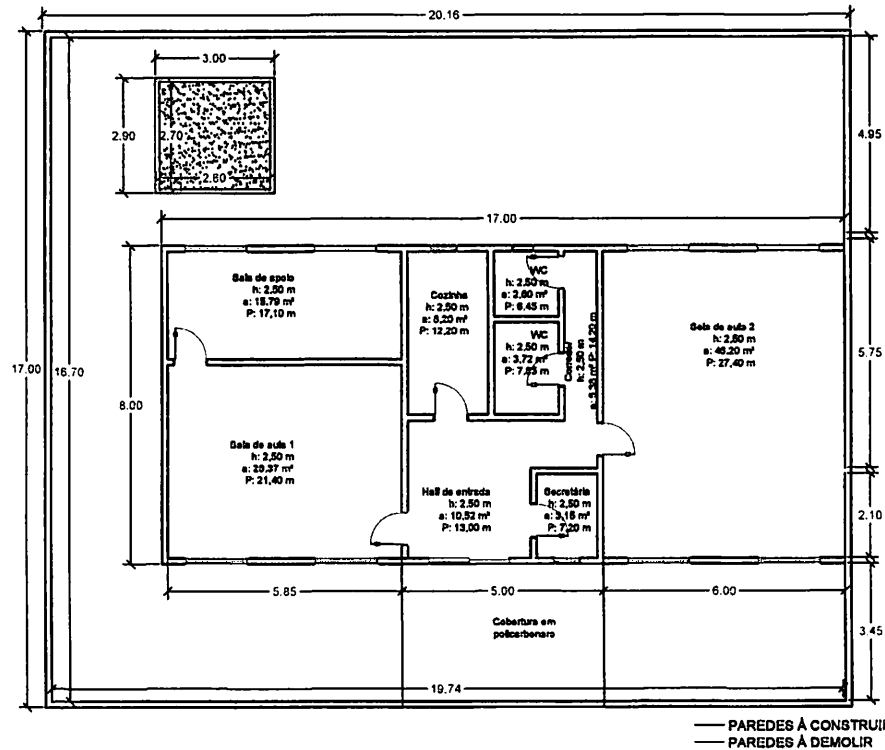 20.16
3.00
2.90
2.70
2.60
4.95
17.00
17.00
16.70
8.00
Sala de apoio
h: 2,50 m
a: 15.79 m²
P: 17,10 m
Cozinha
h: 2,50 m
a: 8,20 m²
P: 12,20 m
WC
h: 2,50 m
a: 2,60 m²
P: 6,45 m
WC
h: 2,50 m
a: 3,72 m²
Corredor
h: 2,50 m
P: 14,20 m
Sala de aula 2
h: 2,50 m
a: 46,20 m²
P: 27,40 m
5.75
Sala de aula 1
h: 2,50 m
a: 29,37 m²
P: 21,40 m
Hall de entrada
h: 2,50 m
a: 10,52 m²
P: 13,00 m
Secretária
h: 2,50 m
a: 3,15 m²
P: 7,20 m
2.10
5.85
5.00
6.00
Cobertura em
policarbonaro
3.45
19.74
PAREDES À CONSTRUIR
PAREDES À DEMOLIR